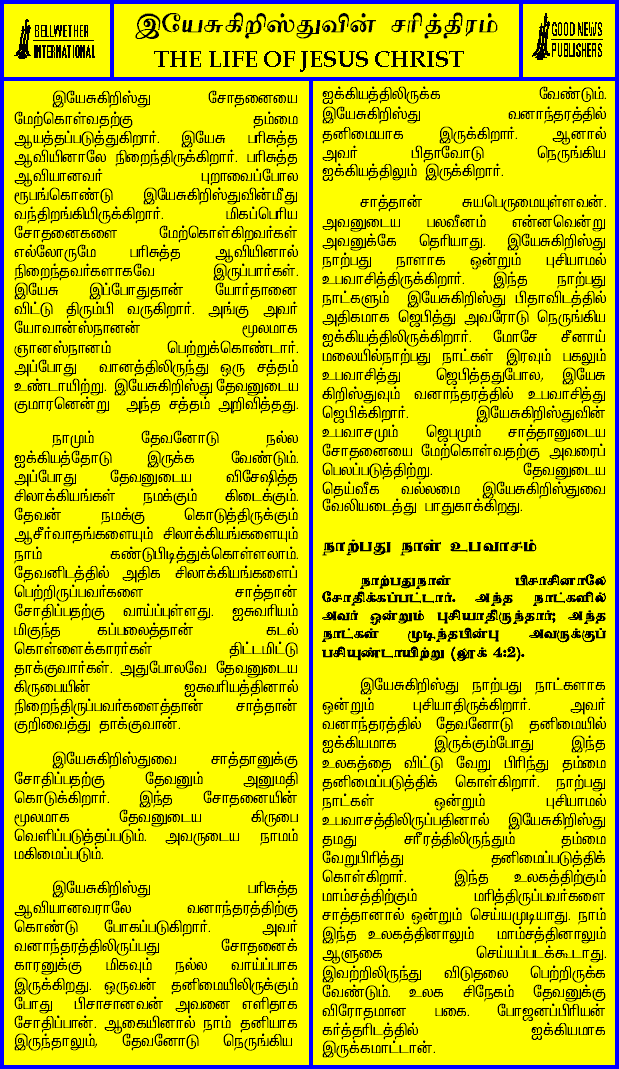 BELLWETHER
INTERNATIONAL
இயேசுகிறிஸ்துவின் சரித்திரம்
THE LIFE OF JESUS CHRIST
GOOD NEWS
PUBLISHERS
இயேசுகிறிஸ்து சோதனையை
மேற்கொள்வதற்கு தம்மை
ஆயத்தப்படுத்துகிறார். இயேசு பரிசுத்த
ஆவியினாலே நிறைந்திருக்கிறார். பரிசுத்த
ஆவியானவர் புறாவைப்போல
ரூபங்கொண்டு இயேசுகிறிஸ்துவின்மீது
வந்திறங்கியிருக்கிறார். மிகப்பெரிய
சோதனைகளை மேற்கொள்கிறவர்கள்
எல்லோருமே பரிசுத்த ஆவியினால்
நிறைந்தவர்களாகவே இருப்பார்கள்.
இயேசு இப்போதுதான் யோர்தானை
விட்டு திரும்பி வருகிறார். அங்கு அவர்
யோவான்ஸ்நானன் மூலமாக
ஞானஸ்நானம் பெற்றுக்கொண்டார்.
அப்போது வானத்திலிருந்து ஒரு சத்தம்
உண்டாயிற்று. இயேசுகிறிஸ்து தேவனுடைய
குமாரனென்று அந்த சத்தம் அறிவித்தது.
நாமும் தேவனோடு நல்ல
ஐக்கியத்தோடு இருக்க வேண்டும்.
அப்போது தேவனுடைய விசேஷித்த
சிலாக்கியங்கள் நமக்கும் கிடைக்கும்.
தேவன் நமக்கு கொடுத்திருக்கும்
ஆசீர்வாதங்களையும் சிலாக்கியங்களையும்
நாம் கண்டுபிடித்துக்கொள்ளலாம்.
தேவனிடத்தில் அதிக சிலாக்கியங்களைப்
பெற்றிருப்பவர்களை சாத்தான்
சோதிப்பதற்கு வாய்ப்புள்ளது. ஐசுவரியம்
மிகுந்த கப்பலைத்தான் கடல்
கொள்ளைக்காரர்கள் திட்டமிட்டு
தாக்குவார்கள். அதுபோலவே தேவனுடைய
கிருபையின் ஐசுவரியத்தினால்
நிறைந்திருப்பவர்களைத்தான் சாத்தான்
குறிவைத்து தாக்குவான்.
இயேசுகிறிஸ்துவை சாத்தானுக்கு
சோதிப்பதற்கு தேவனும் அனுமதி
கொடுக்கிறார். இந்த சோதனையின்
மூலமாக தேவனுடைய கிருபை
வெளிப்படுத்தப்படும். அவருடைய நாமம்
மகிமைப்படும்.
இயேசுகிறிஸ்து பரிசுத்த
ஆவியானவராலே வனாந்தரத்திற்கு
கொண்டு போகப்படுகிறார். அவர்
வனாந்தரத்திலிருப்பது சோதனைக்
காரனுக்கு மிகவும் நல்ல வாய்ப்பாக
இருக்கிறது. ஒருவன் தனிமையிலிருக்கும்
போது பிசாசானவன் அவனை எளிதாக
சோதிப்பான். ஆகையினால் நாம் தனியாக
இருந்தாலும், தேவனோடு நெருங்கிய
ஐக்கியத்திலிருக்க வேண்டும்.
இயேசுகிறிஸ்து வனாந்தரத்தில்
தனிமையாக இருக்கிறார். ஆனால்
அவர் பிதாவோடு நெருங்கிய
ஐக்கியத்திலும் இருக்கிறார்.
சாத்தான் சுயபெருமையுள்ளவன்.
அவனுடைய பலவீனம் என்னவென்று
அவனுக்கே தெரியாது. இயேசுகிறிஸ்து
நாற்பது நாளாக ஒன்றும் புசியாமல்
உபவாசித்திருக்கிறார். இந்த நாற்பது
நாட்களும் இயேசுகிறிஸ்து பிதாவிடத்தில்
அதிகமாக ஜெபித்து அவரோடு நெருங்கிய
ஐக்கியத்திலிருக்கிறார். மோசே சீனாய்
மலையில்நாற்பது நாட்கள் இரவும் பகலும்
உபவாசித்து ஜெபித்ததுபோல, இயேசு
கிறிஸ்துவும் வனாந்தரத்தில் உபவாசித்து
ஜெபிக்கிறார். இயேசுகிறிஸ்துவின்
உபவாசமும் ஜெபமும் சாத்தானுடைய
சோதனையை மேற்கொள்வதற்கு அவரைப்
பெலப்படுத்திற்று. தேவனுடைய
தெய்வீக வல்லமை இயேசுகிறிஸ்துவை
வேலியடைத்து பாதுகாக்கிறது.
நாற்பது நாள் உபவாசம்
நாற்பதுநாள் பிசாசினாலே
சோதிக்கப்பட்டார். அந்த நாட்களில்
அவர் ஒன்றும் புசியாதிருந்தார்; அந்த
நாட்கள் முடிந்தபின்பு அவருக்குப்
பசியுண்டாயிற்று (லூக் 4:2).
இயேசுகிறிஸ்து நாற்பது நாட்களாக
ஒன்றும் புசியாதிருக்கிறார். அவர்
வனாந்தரத்தில் தேவனோடு தனிமையில்
ஐக்கியமாக இருக்கும்போது இந்த
உலகத்தை விட்டு வேறு பிரிந்து தம்மை
தனிமைப்படுத்திக் கொள்கிறார். நாற்பது
நாட்கள் ஒன்றும் புசியாமல்
உபவாசத்திலிருப்பதினால் இயேசுகிறிஸ்து
தமது சரீரத்திலிருந்தும் தம்மை
வேறுபிரித்து தனிமைப்படுத்திக்
கொள்கிறார். இந்த உலகத்திற்கும்
மாம்சத்திற்கும் மரித்திருப்பவர்களை
சாத்தானால் ஒன்றும் செய்யமுடியாது. நாம்
இந்த உலகத்தினாலும் மாம்சத்தினாலும்
ஆளுகை செய்யப்படக்கூடாது.
இவற்றிலிருந்து விடுதலை பெற்றிருக்க
வேண்டும். உலக சிநேகம் தேவனுக்கு
விரோதமான பகை. போஜனப்பிரியன்
கர்த்தரிடத்தில் ஐக்கியமாக
இருக்கமாட்டான்.